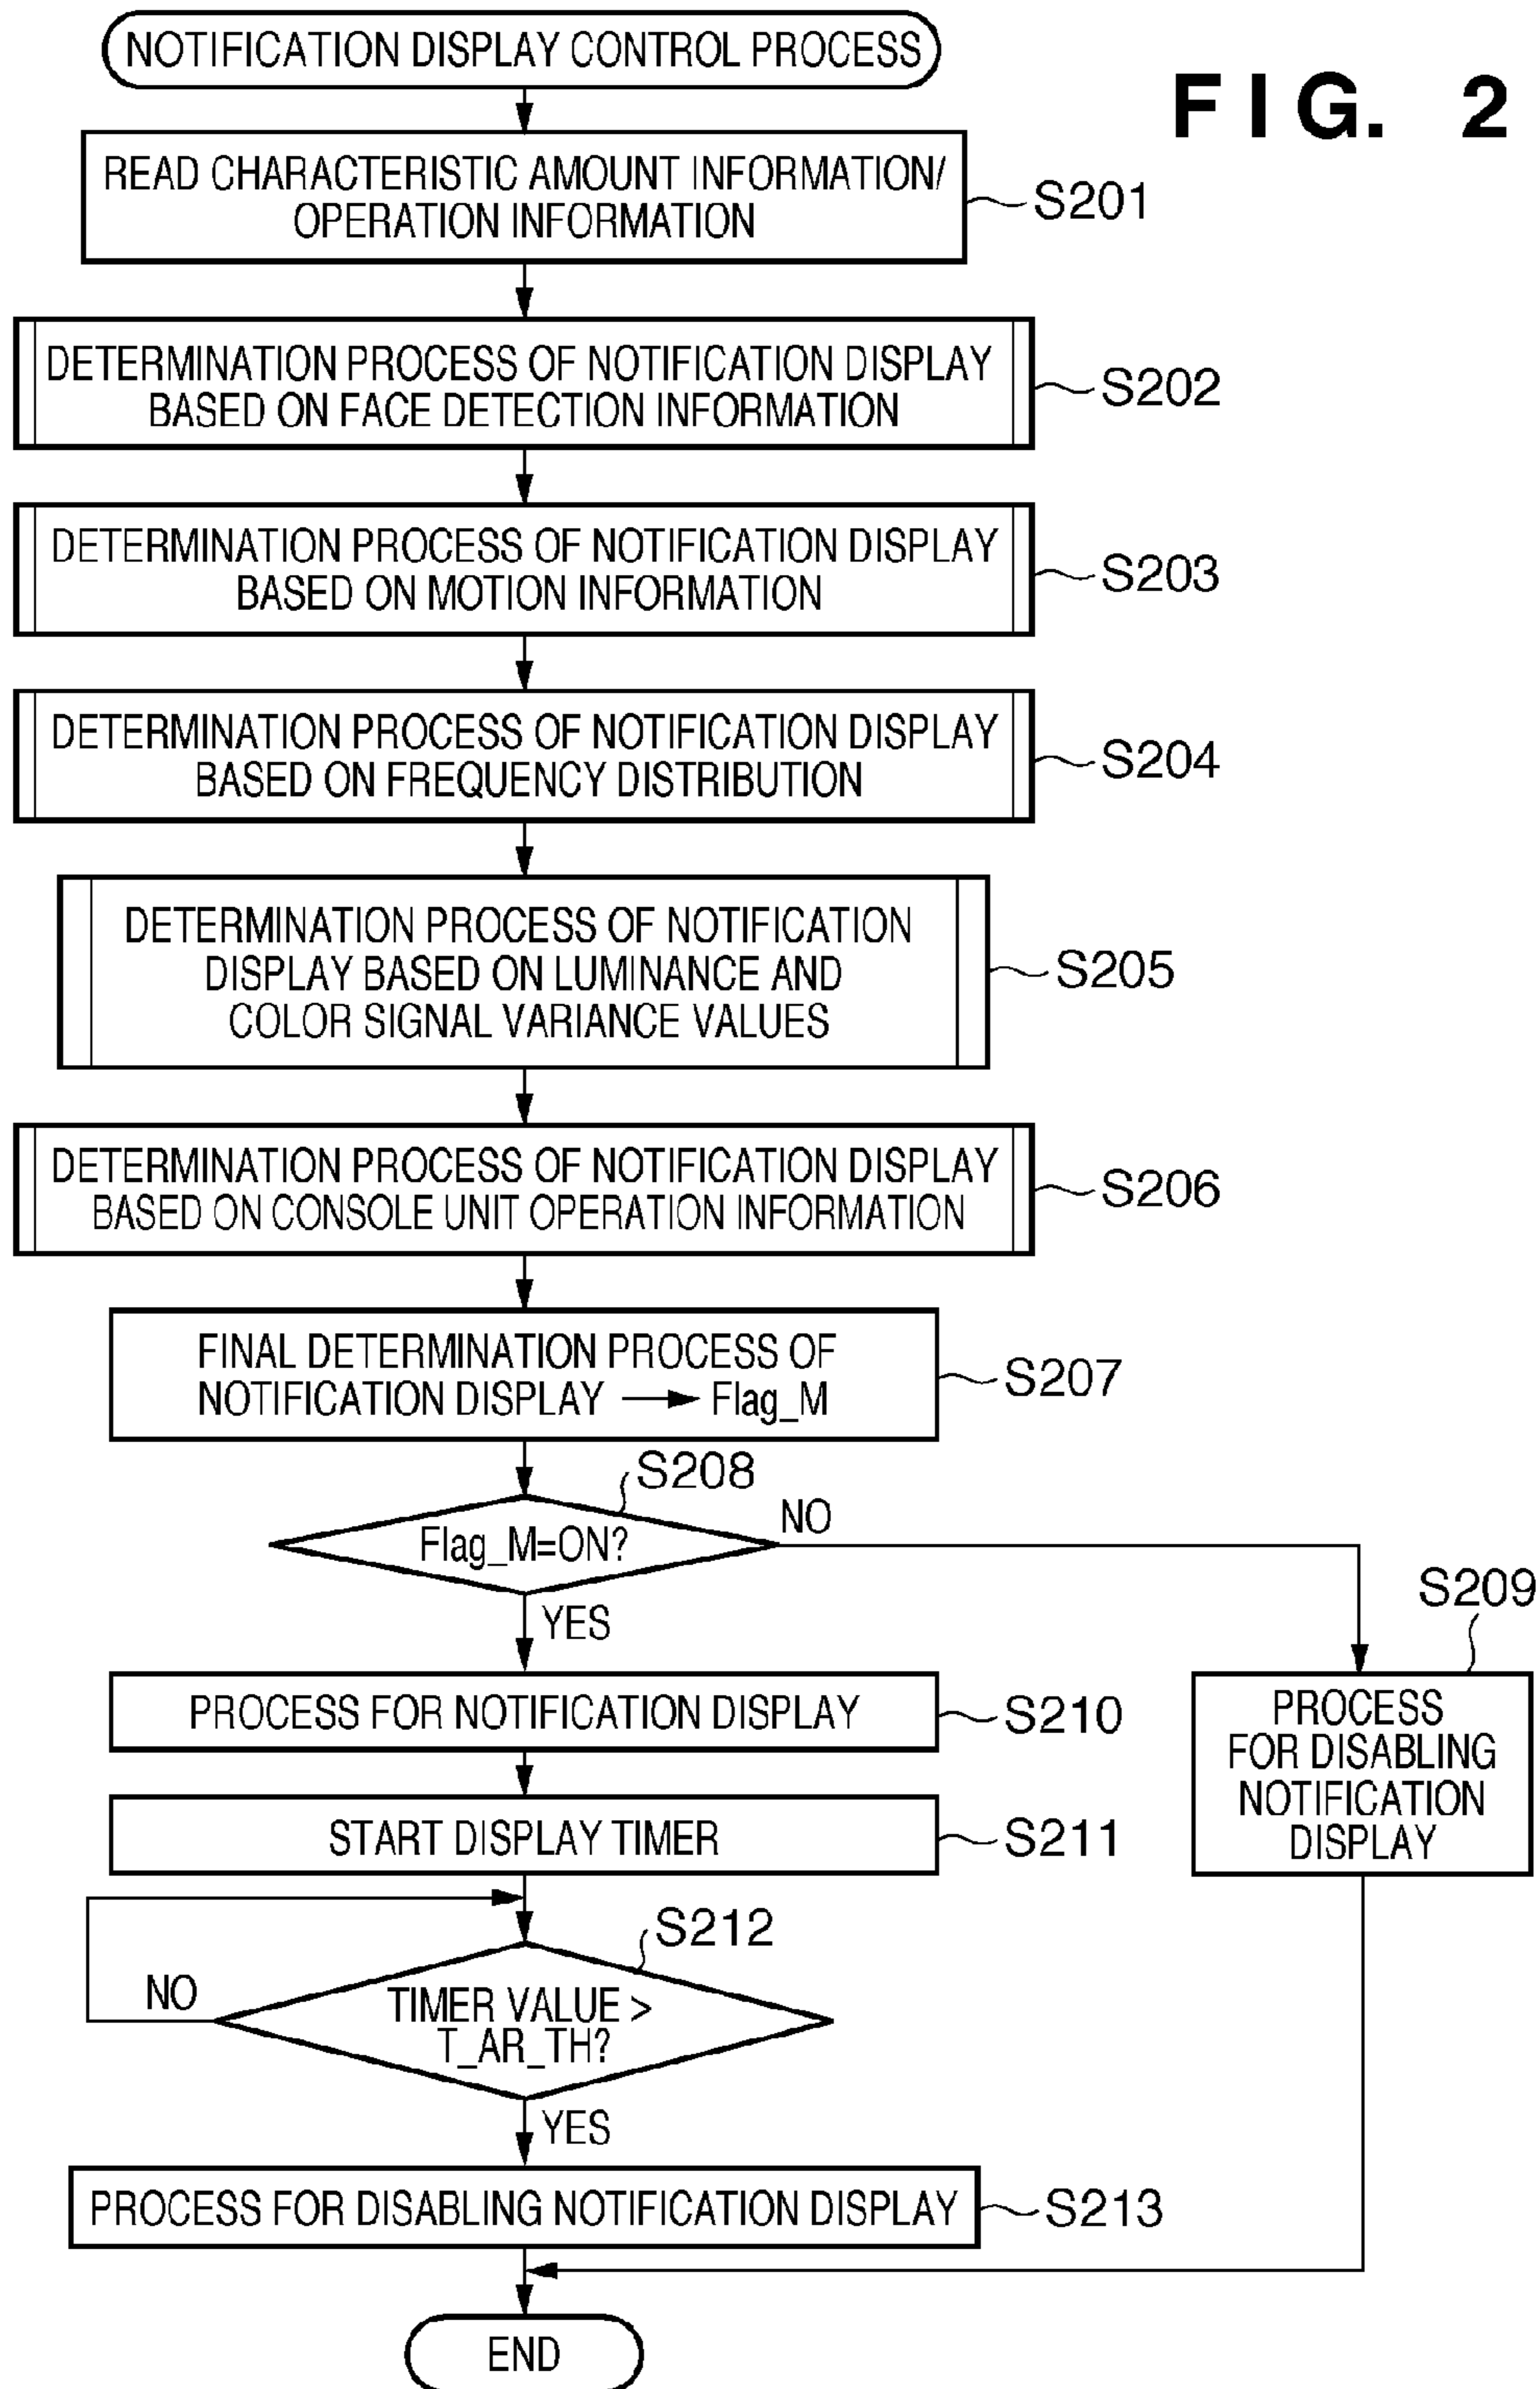 NOTIFICATION DISPLAY CONTROL PROCESS
FIG. 2
READ CHARACTERISTIC AMOUNT INFORMATION/
OPERATION INFORMATION
S201
DETERMINATION PROCESS OF NOTIFICATION DISPLAY
BASED ON FACE DETECTION INFORMATION
S202
DETERMINATION PROCESS OF NOTIFICATION DISPLAY
BASED ON MOTION INFORMATION
S203
DETERMINATION PROCESS OF NOTIFICATION DISPLAY
BASED ON FREQUENCY DISTRIBUTION
S204
DETERMINATION PROCESS OF NOTIFICATION
DISPLAY BASED ON LUMINANCE AND
COLOR SIGNAL VARIANCE VALUES
S205
DETERMINATION PROCESS OF NOTIFICATION DISPLAY
BASED ON CONSOLE UNIT OPERATION INFORMATION
S206
FINAL DETERMINATION PROCESS OF
NOTIFICATION DISPLAY → Flag_M
S207
S208
Flag_M=ON?
NO
YES
S209
PROCESS
FOR DISABLING
NOTIFICATION
DISPLAY
PROCESS FOR NOTIFICATION DISPLAY
S210
START DISPLAY TIMER
S211
S212
TIMER VALUE >
T_AR_TH?
NO
YES
PROCESS FOR DISABLING NOTIFICATION DISPLAY
S213
END